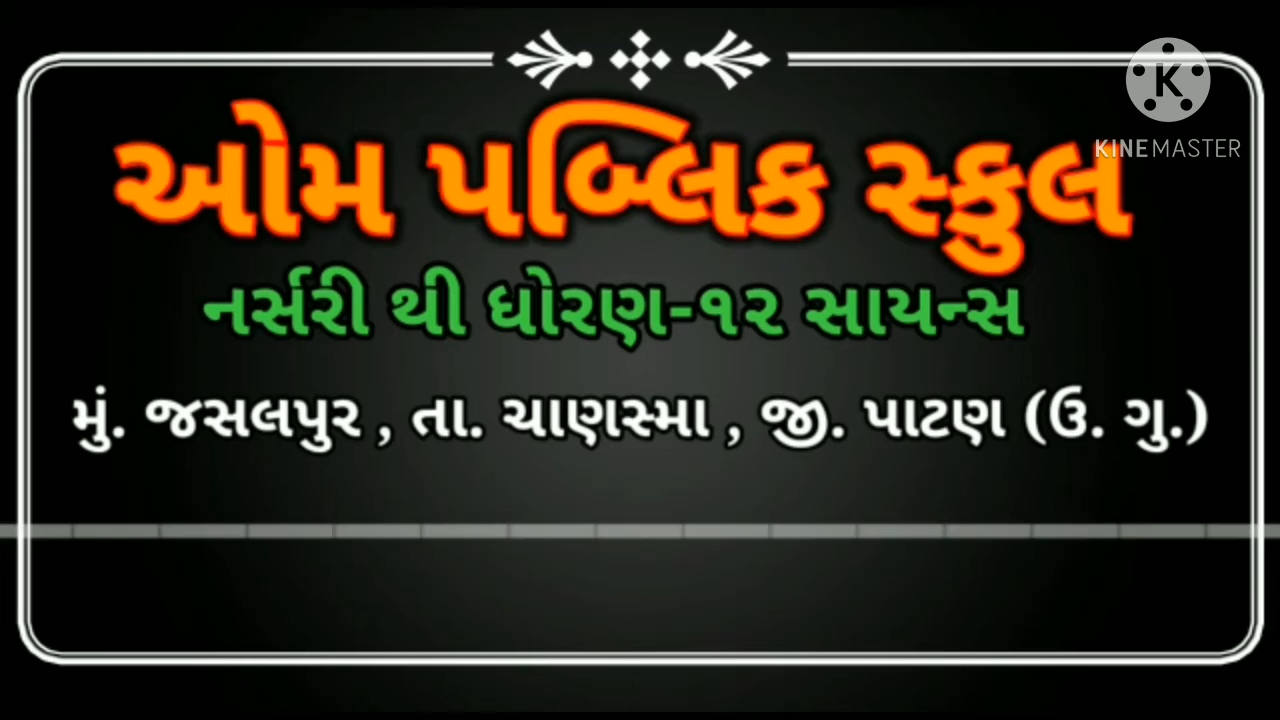 ઓમ પબ્લિક સ્કુલ
નર્સરી થી ધોરણ-૧૨ સાયન્સ
મું. જસલપુર , તા. ચાણસ્મા , જી. પાટણ (ઉ. ગુ.)
K
KINEMASTER